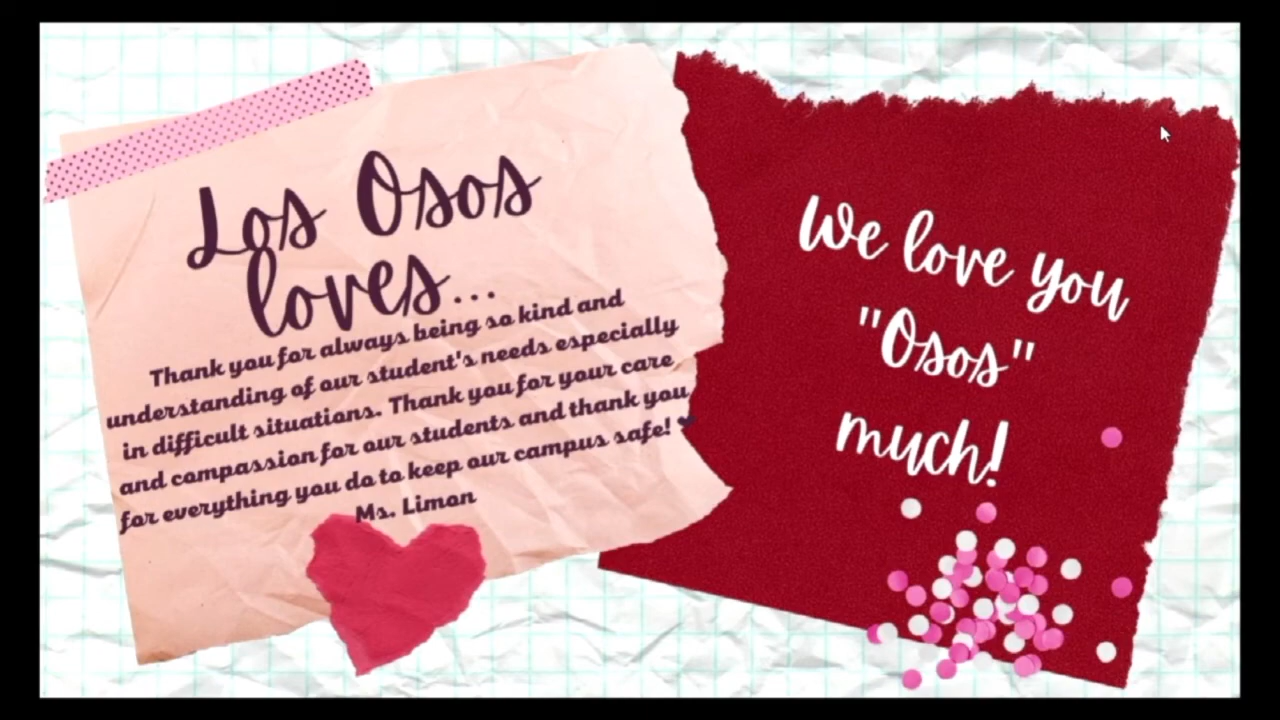 Los Osos
loves...
Thank you for always being so kind and
understanding of our student's needs especially
in difficult situations. Thank you for your care
and compassion for our students and thank you
for everything you do to keep our campus safe! ❤
Ms. Limon
We love you
"Osos"
much!